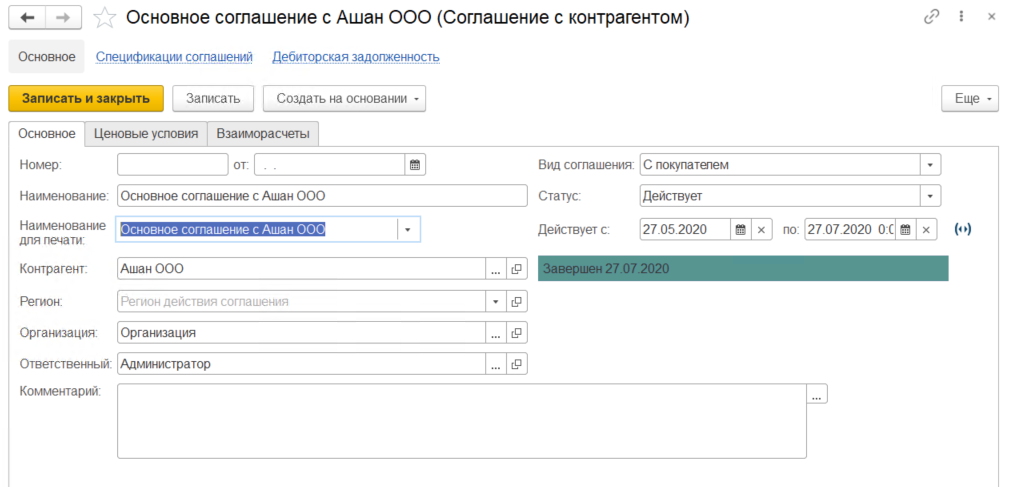 Основное соглашение с Ашан ООО (Соглашение с контрагентом)
Основное Спецификации соглашений Дебиторская задолженность
Записать и закрыть Записать Создать на основании Еще
Основное Ценовые условия Взаиморасчеты
Номер: от: . . Вид соглашения: С покупателем
Наименование: Основное соглашение с Ашан ООО Статус: Действует
Наименование для печати: Основное соглашение с Ашан ООО Действует с: 27.05.2020 по: 27.07.2020 0:0
Контрагент: Ашан ООО ... Завершен 27.07.2020
Регион: Регион действия соглашения
Организация: Организация ...
Ответственный: Администратор ...
Комментарий: ...